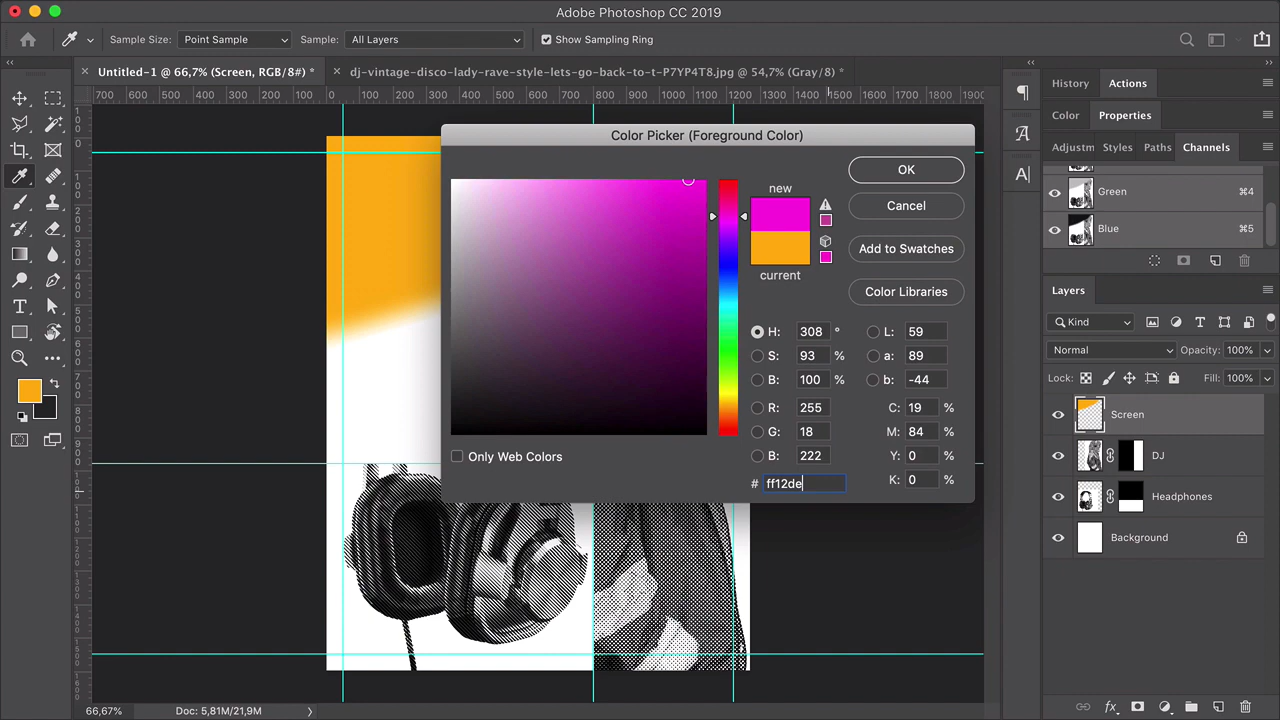 Adobe Photoshop CC 2019
Sample Size: Point Sample Sample: All Layers Show Sampling Ring
Untitled-1 @ 66,7% (Screen, RGB/8#) * dj-vintage-disco-lady-rave-style-lets-go-back-to-t-P7YP4T8.jpg @ 54,7% (Gray/8) *
700 600 500 400 300 200 100 0 100 200 300 400 500 600 700 800 900 1000 1100 1200 1300 1400 1500 1600 1700 1800 1900
History Actions
Color Properties
Adjustm Styles Paths Channels
Green ⌘4
Blue ⌘5
Layers
Kind
Normal Opacity: 100%
Lock: Fill: 100%
Screen
DJ
Headphones
Background
Color Picker (Foreground Color)
new
current
OK
Cancel
Add to Swatches
Color Libraries
H: 308 ° L: 59
S: 93 % a: 89
B: 100 % b: -44
R: 255 C: 19 %
G: 18 M: 84 %
B: 222 Y: 0 %
# ff12de K: 0 %
Only Web Colors
66,67% Doc: 5,81M/21,9M